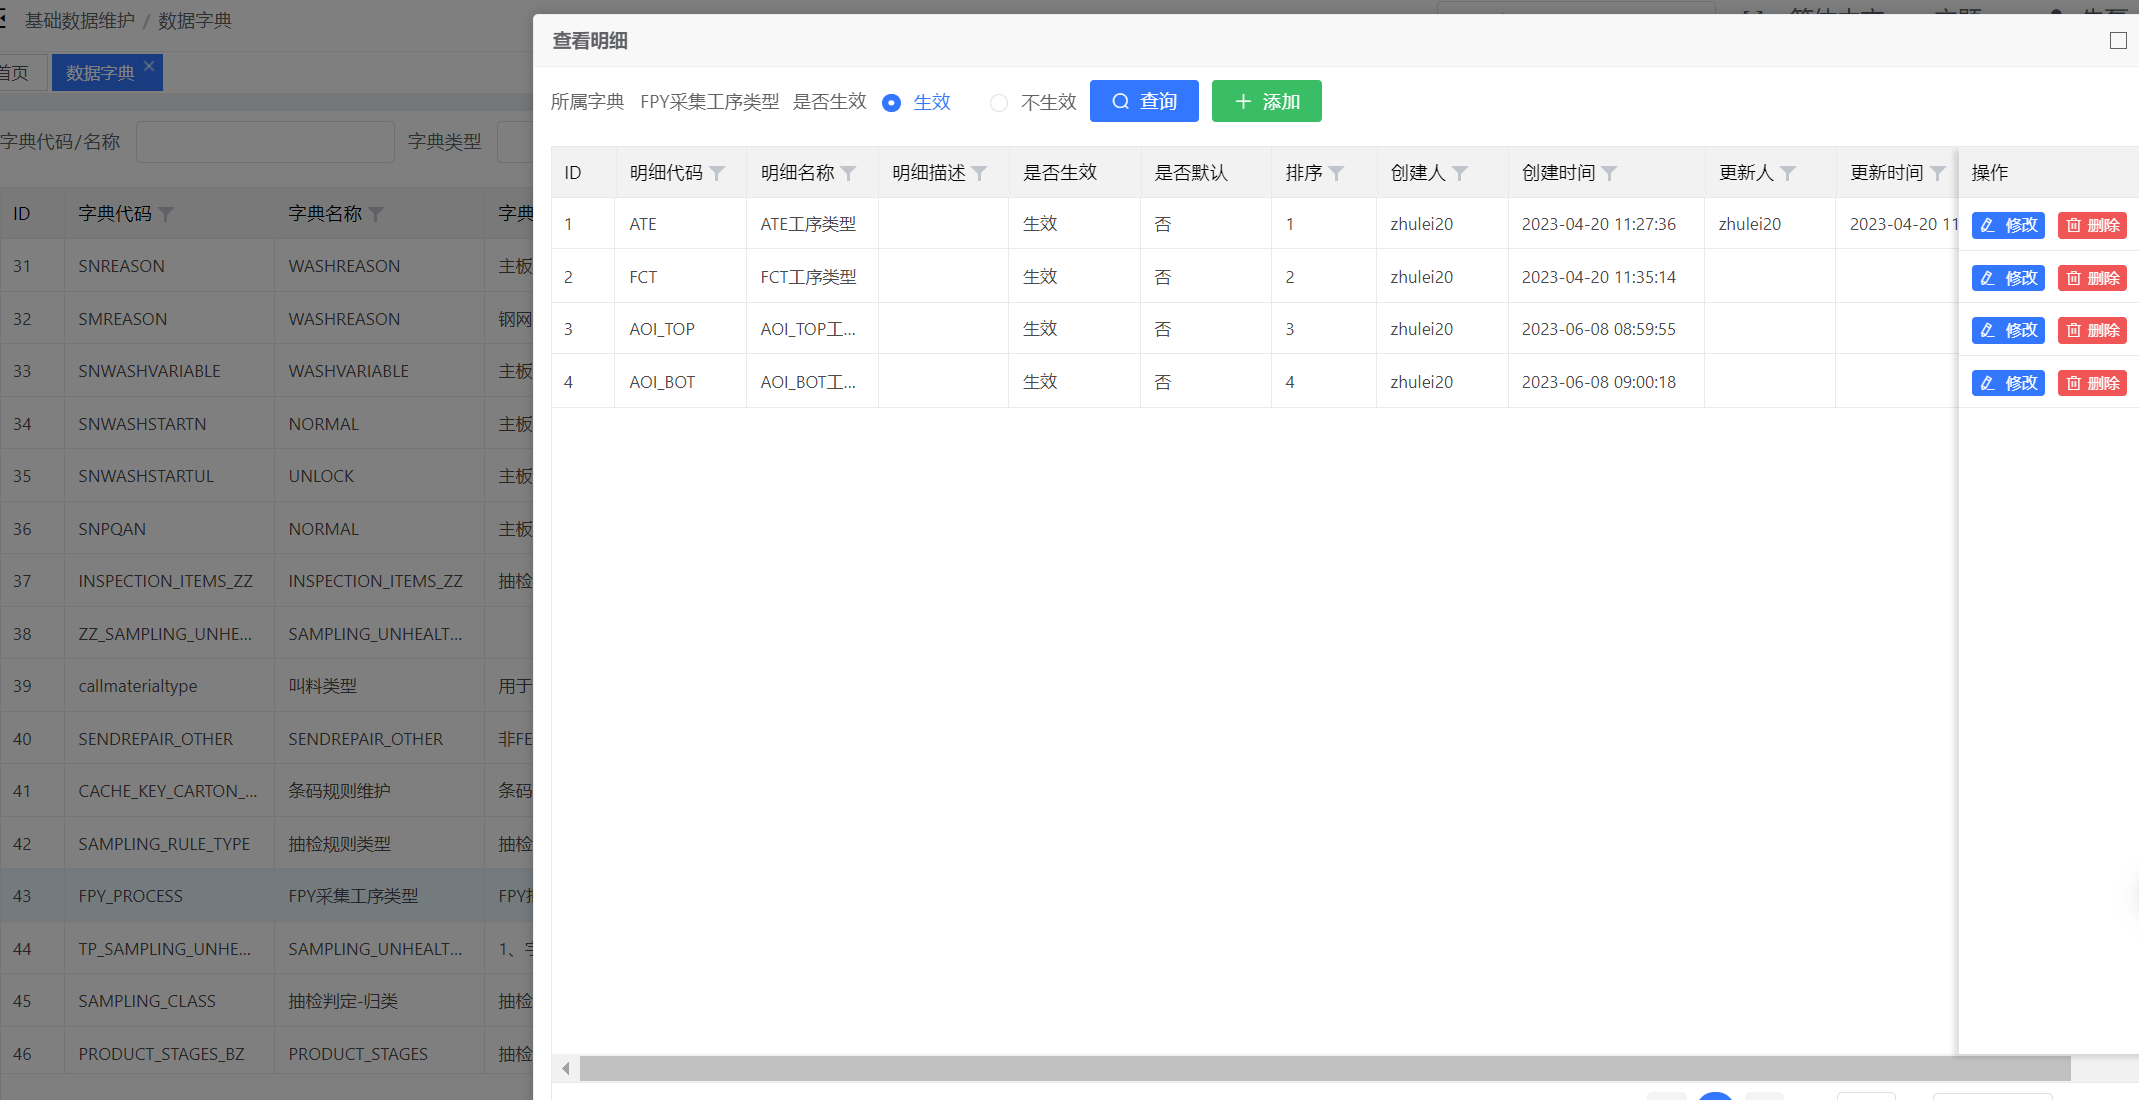 基础数据维护 / 数据字典
首页
数据字典
字典代码/名称
字典类型
ID 字典代码 字典名称 字典
31 SNREASON WASHREASON 主板
32 SMREASON WASHREASON 钢网
33 SNWASHVARIABLE WASHVARIABLE 主板
34 SNWASHSTARTN NORMAL 主板
35 SNWASHSTARTUL UNLOCK 主板
36 SNPQAN NORMAL 主板
37 INSPECTION_ITEMS_ZZ INSPECTION_ITEMS_ZZ 抽检
38 ZZ_SAMPLING_UNHE... SAMPLING_UNHEALT...
39 callmaterialtype 叫料类型 用于
40 SENDREPAIR_OTHER SENDREPAIR_OTHER 非FE
41 CACHE_KEY_CARTON_... 条码规则维护 条码
42 SAMPLING_RULE_TYPE 抽检规则类型 抽检
43 FPY_PROCESS FPY采集工序类型 FPY
44 TP_SAMPLING_UNHE... SAMPLING_UNHEALT... 1、
45 SAMPLING_CLASS 抽检判定-归类 抽检
46 PRODUCT_STAGES_BZ PRODUCT_STAGES 抽检
查看明细
所属字典 FPY采集工序类型 是否生效 生效 不生效 查询 添加
ID 明细代码 明细名称 明细描述 是否生效 是否默认 排序 创建人 创建时间 更新人 更新时间 操作
1 ATE ATE工序类型 生效 否 1 zhulei20 2023-04-20 11:27:36 zhulei20 2023-04-20 11 修改 删除
2 FCT FCT工序类型 生效 否 2 zhulei20 2023-04-20 11:35:14 修改 删除
3 AOI_TOP AOI_TOP工... 生效 否 3 zhulei20 2023-06-08 08:59:55 修改 删除
4 AOI_BOT AOI_BOT工... 生效 否 4 zhulei20 2023-06-08 09:00:18 修改 删除